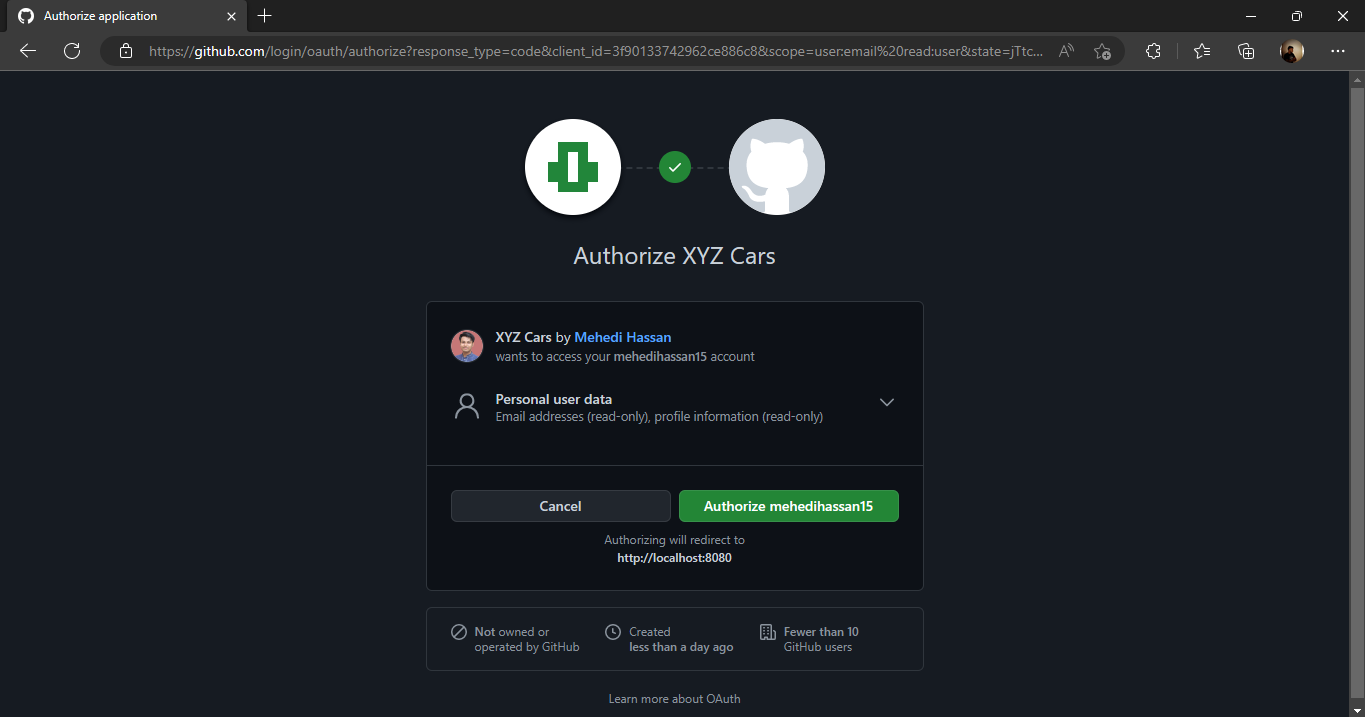 Authorize application
https://github.com/login/oauth/authorize?response_type=code&client_id=3f90133742962ce886c8&scope=user:email%20read:user&state=jTtc...
Authorize XYZ Cars
XYZ Cars by Mehedi Hassan
wants to access your mehedihassan15 account
Personal user data
Email addresses (read-only), profile information (read-only)
Cancel
Authorize mehedihassan15
Authorizing will redirect to
http://localhost:8080
Not owned or
operated by GitHub
Created
less than a day ago
Fewer than 10
GitHub users
Learn more about OAuth